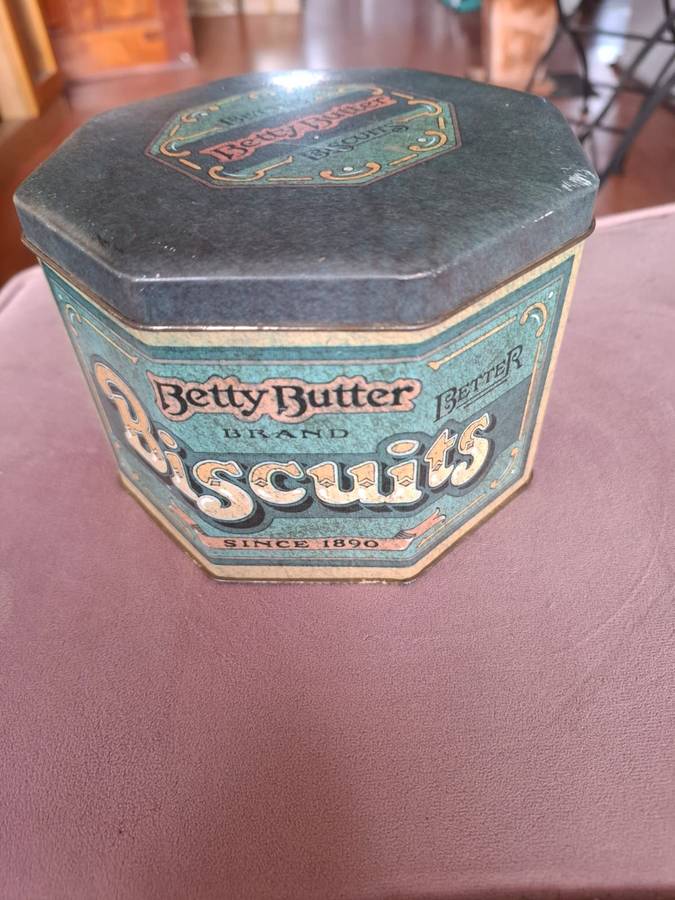 Betty Butter
BISCUITS
Betty Butter
BRAND
BETTER
Biscuits
SINCE 1890